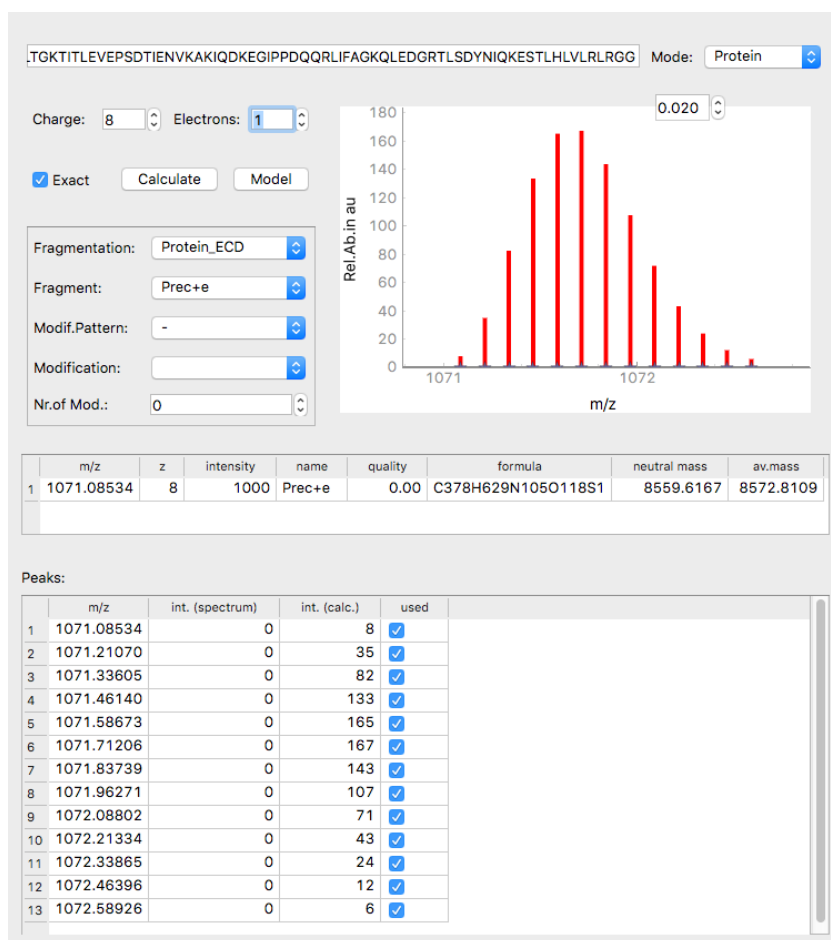 .TGKTITLEVEPSDTIENVKAKIQDKEGIPPDQQRLIFAGKQLEDGRTLSDYNIQKESTLHLVLRLRGG Mode: Protein
Charge: 8 Electrons: 1
0.020
Exact Calculate Model
Fragmentation: Protein_ECD
Fragment: Prec+e
Modif.Pattern: -
Modification:
Nr.of Mod.: 0
Rel.Ab.in au
180
160
140
120
100
80
60
40
20
0
1071 1072
m/z
m/z z intensity name quality formula neutral mass av.mass
1 1071.08534 8 1000 Prec+e 0.00 C378H629N105O118S1 8559.6167 8572.8109
Peaks:
m/z int. (spectrum) int. (calc.) used
1 1071.08534 0 8
2 1071.21070 0 35
3 1071.33605 0 82
4 1071.46140 0 133
5 1071.58673 0 165
6 1071.71206 0 167
7 1071.83739 0 143
8 1071.96271 0 107
9 1072.08802 0 71
10 1072.21334 0 43
11 1072.33865 0 24
12 1072.46396 0 12
13 1072.58926 0 6